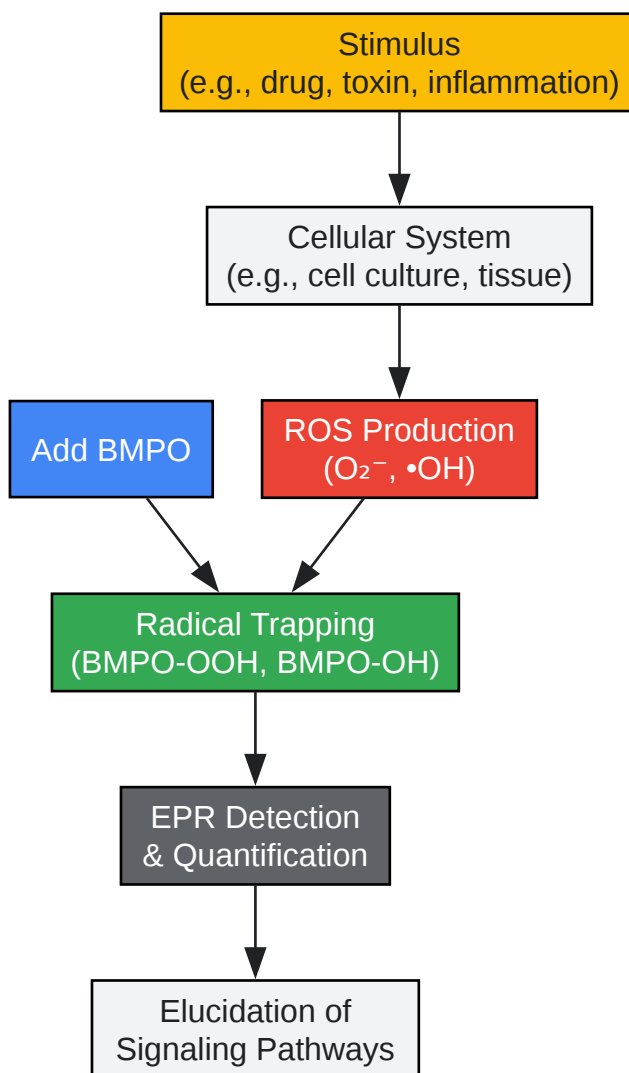 Stimulus
(e.g., drug, toxin, inflammation)
Cellular System
(e.g., cell culture, tissue)
Add BMPO
ROS Production
(O₂⁻, •OH)
Radical Trapping
(BMPO-OOH, BMPO-OH)
EPR Detection
& Quantification
Elucidation of
Signaling Pathways